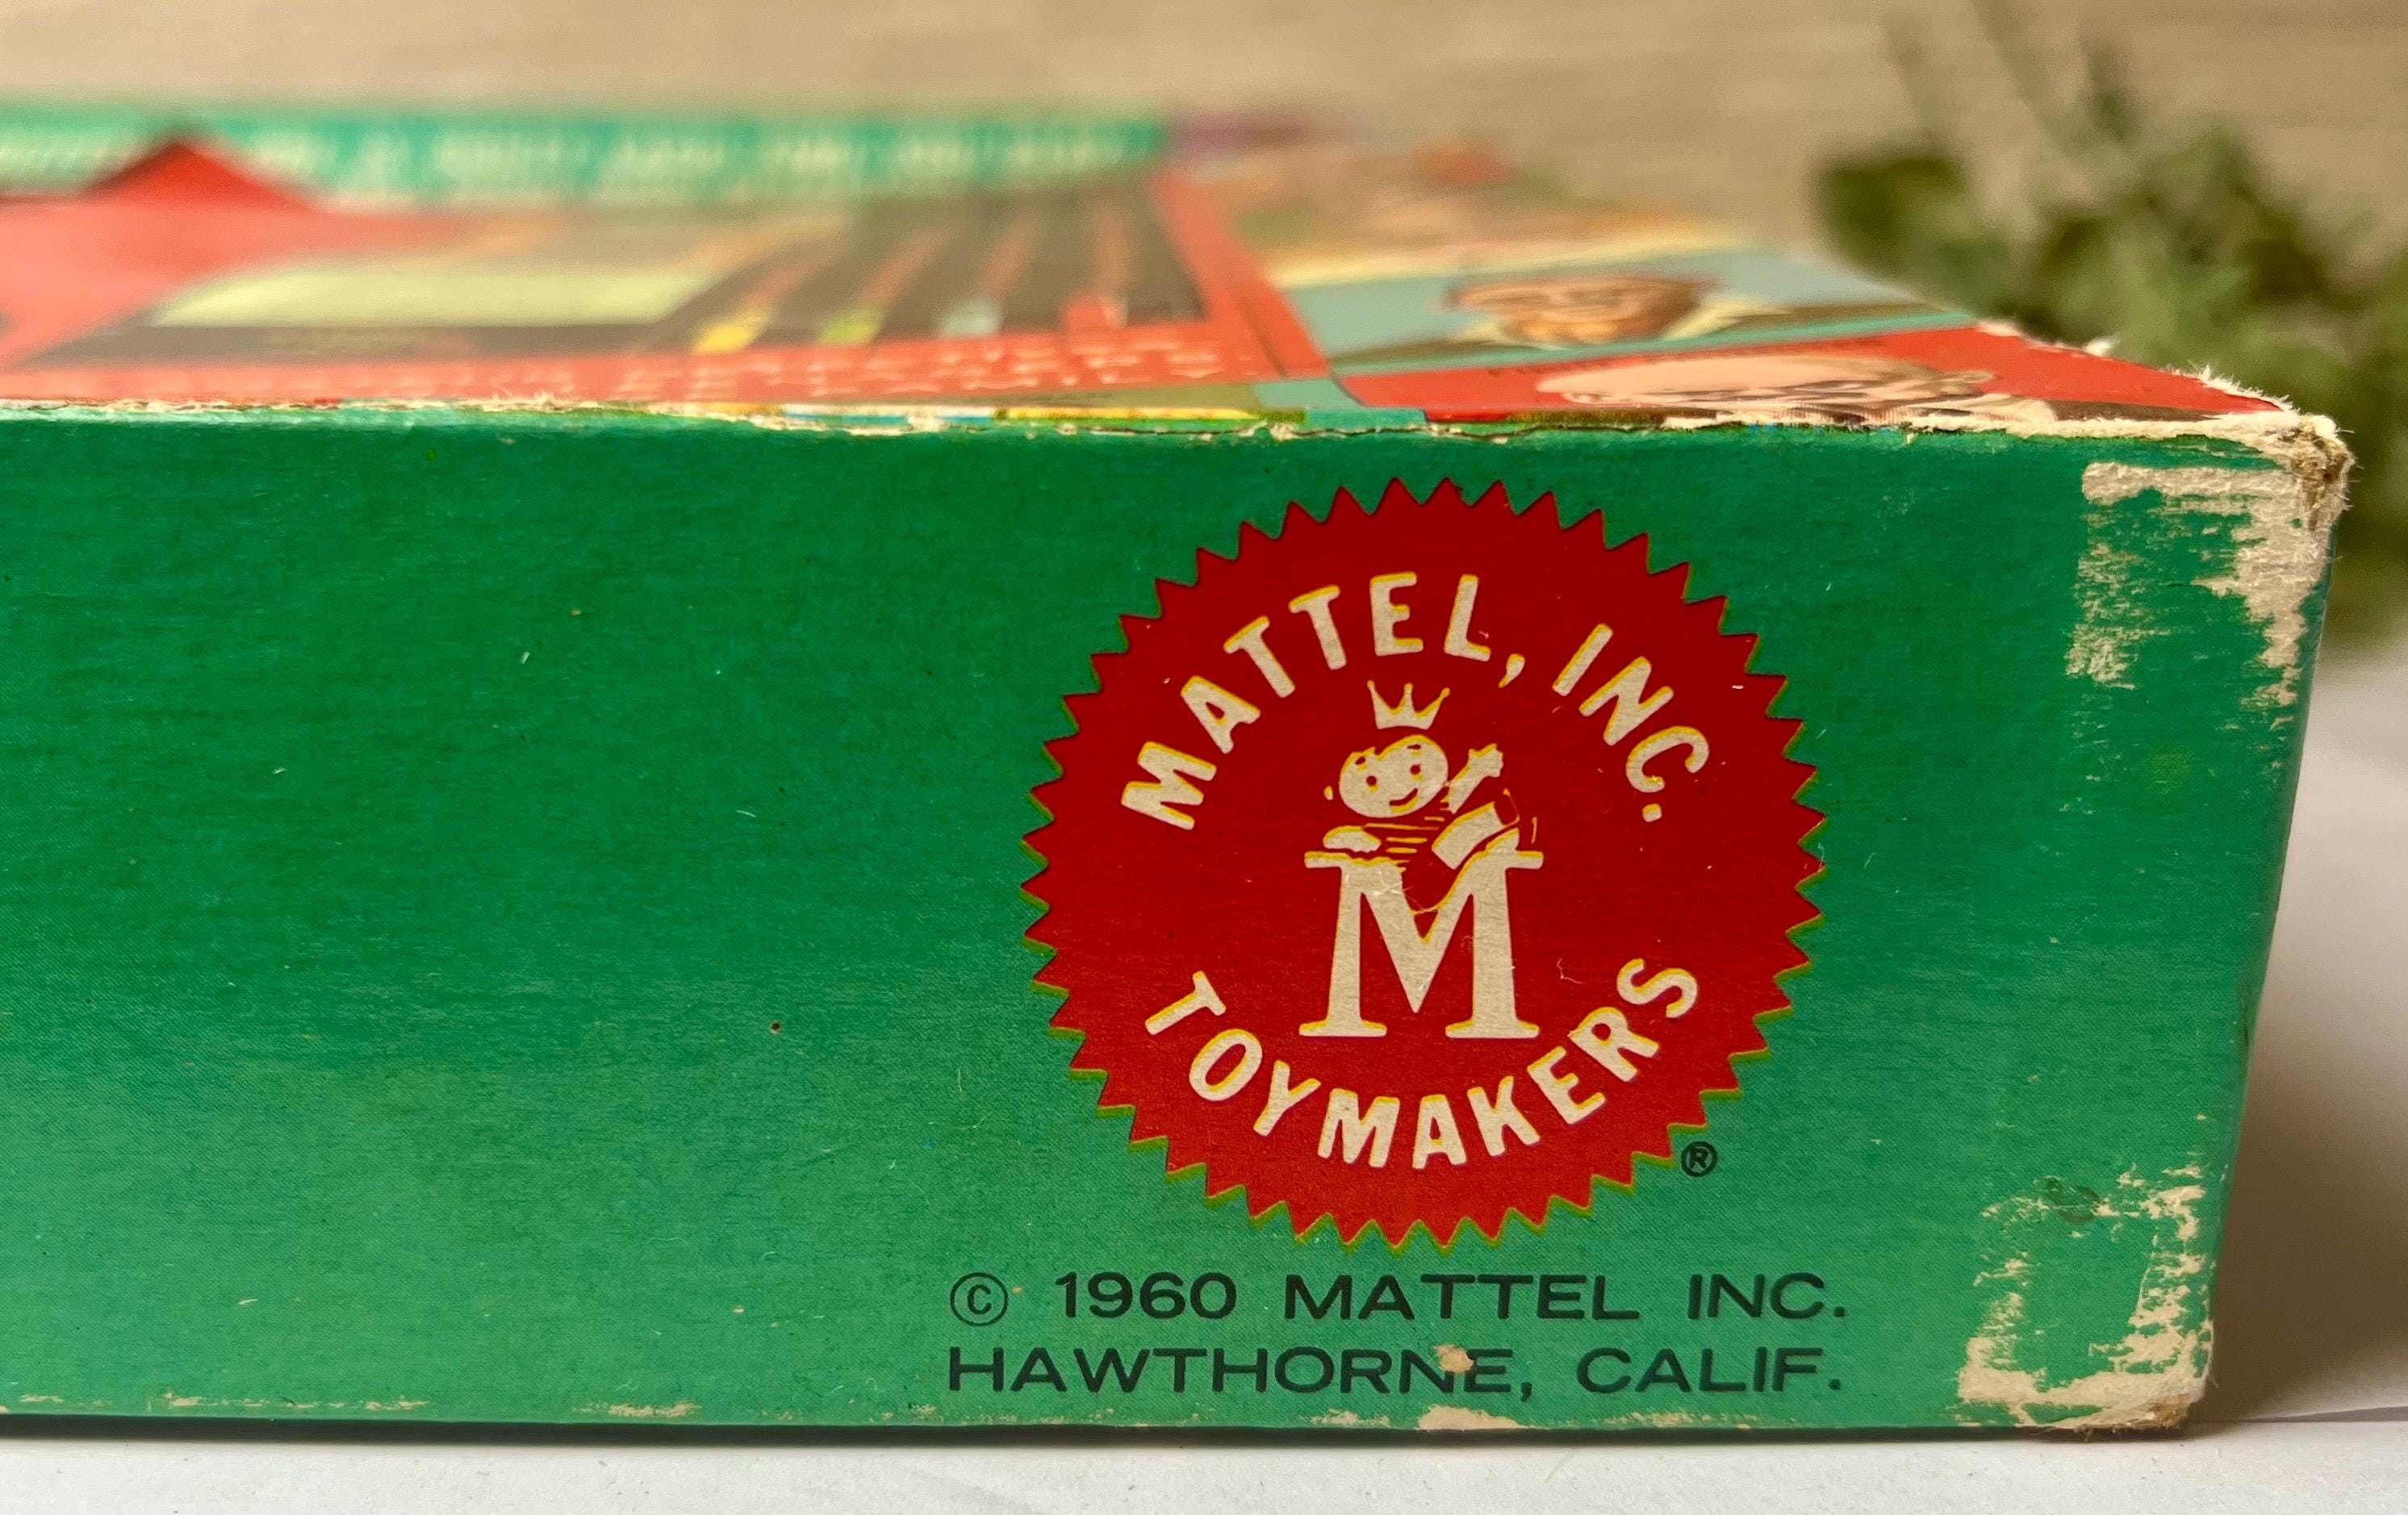 MATTEL, INC.
M
TOYMAKERS
®
© 1960 MATTEL INC.
HAWTHORNE, CALIF.